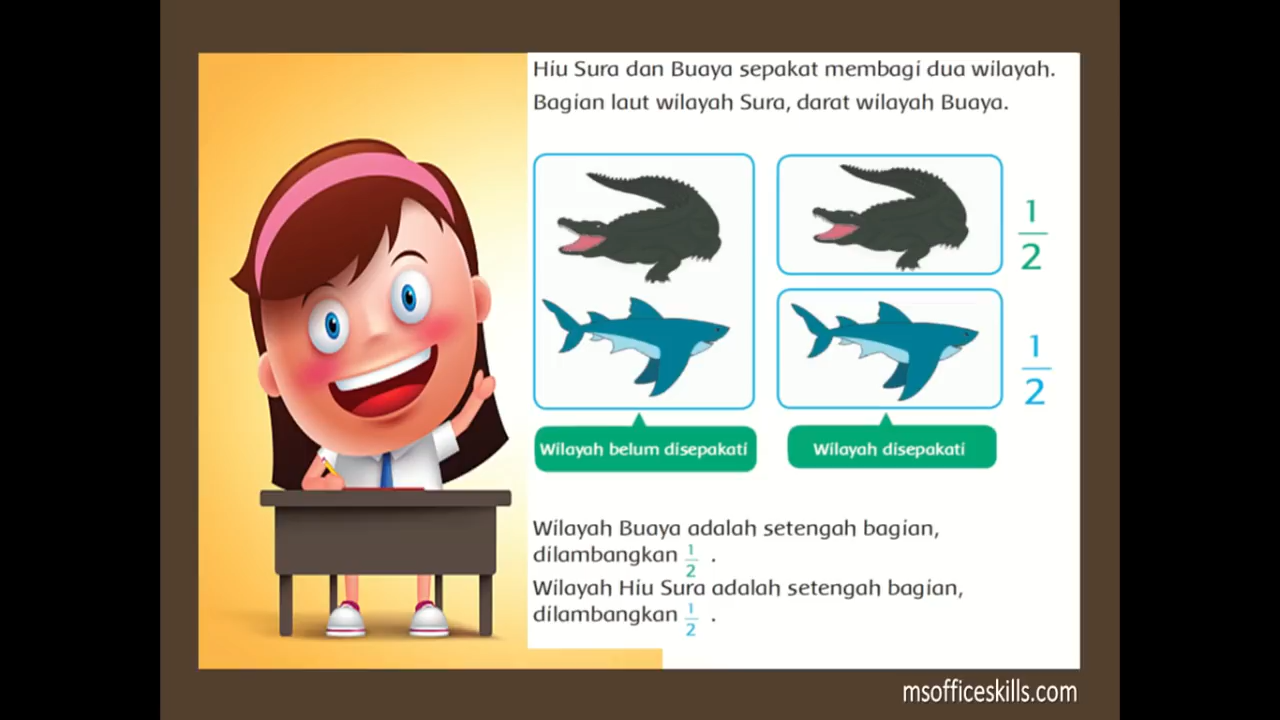 Hiu Sura dan Buaya sepakat membagi dua wilayah.
Bagian laut wilayah Sura, darat wilayah Buaya.
1
2
1
2
Wilayah belum disepakati
Wilayah disepakati
Wilayah Buaya adalah setengah bagian,
dilambangkan 1/2 .
Wilayah Hiu Sura adalah setengah bagian,
dilambangkan 1/2 .
msofficeskills.com